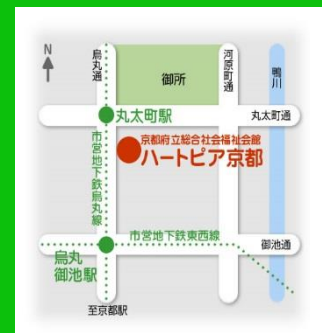 N
烏丸通
御所
河原町通
鴨川
丸太町駅
丸太町通
京都府立総合社会福祉会館
ハートピア京都
市営地下鉄烏丸線
市営地下鉄東西線
烏丸
御池駅
御池通
至京都駅